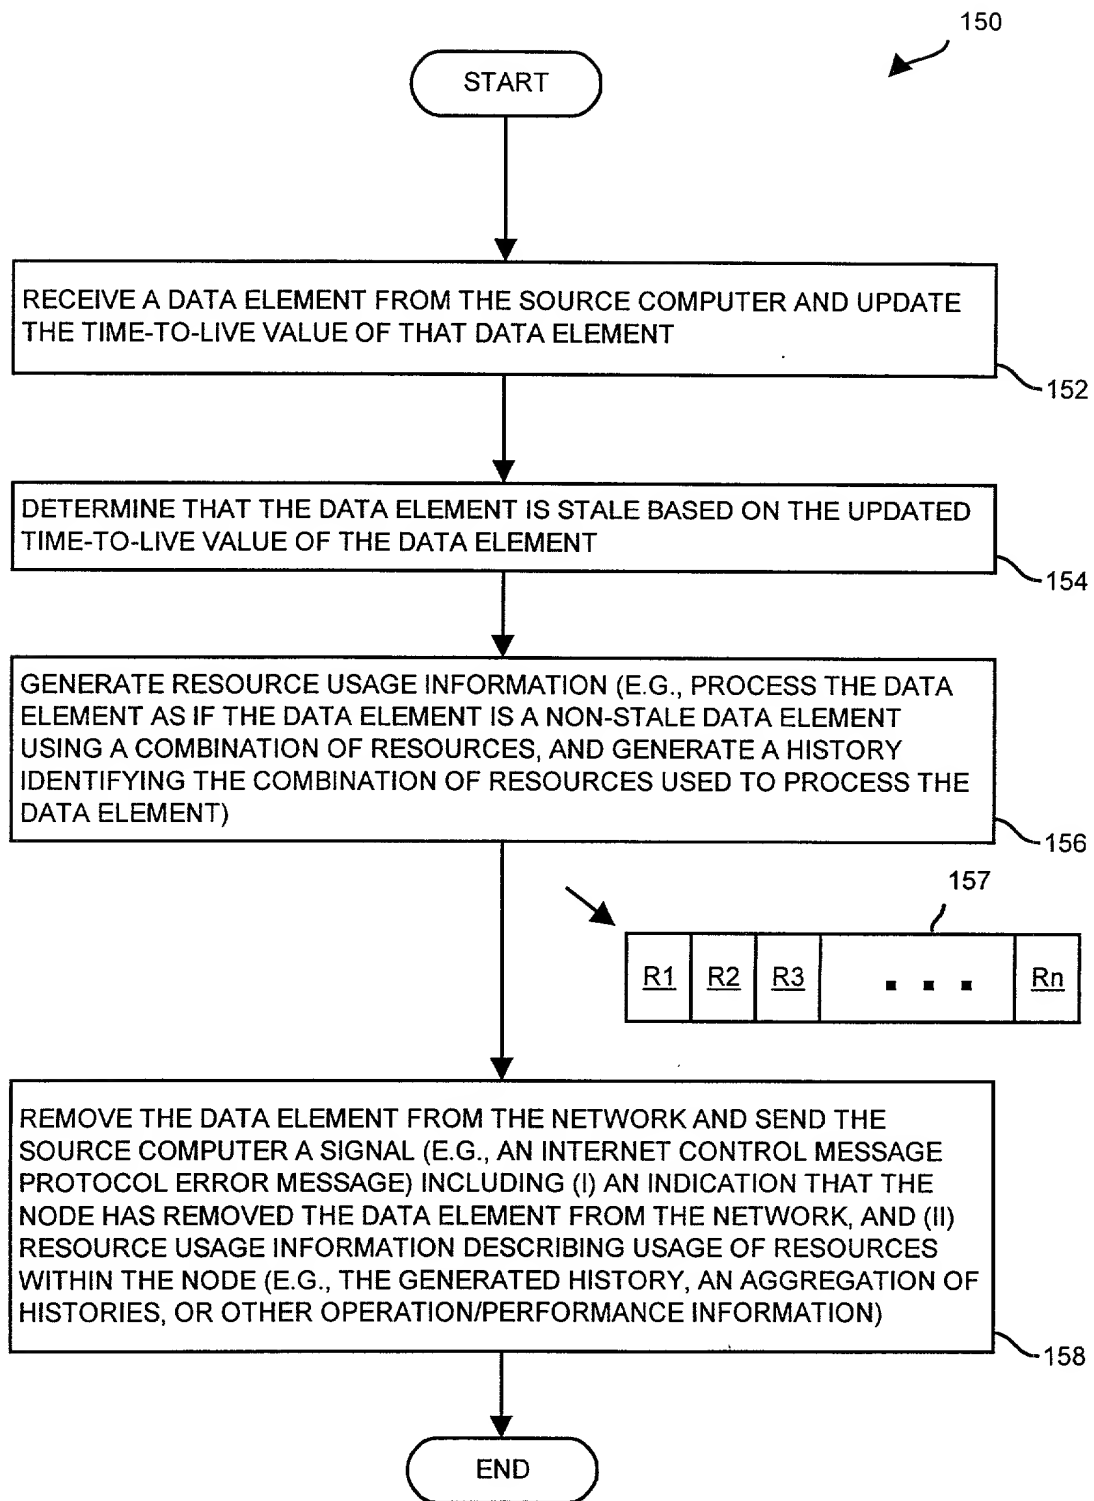 150
START
RECEIVE A DATA ELEMENT FROM THE SOURCE COMPUTER AND UPDATE
THE TIME-TO-LIVE VALUE OF THAT DATA ELEMENT
152
DETERMINE THAT THE DATA ELEMENT IS STALE BASED ON THE UPDATED
TIME-TO-LIVE VALUE OF THE DATA ELEMENT
154
GENERATE RESOURCE USAGE INFORMATION (E.G., PROCESS THE DATA
ELEMENT AS IF THE DATA ELEMENT IS A NON-STALE DATA ELEMENT
USING A COMBINATION OF RESOURCES, AND GENERATE A HISTORY
IDENTIFYING THE COMBINATION OF RESOURCES USED TO PROCESS THE
DATA ELEMENT)
156
157
R1 R2 R3 . . . Rn
REMOVE THE DATA ELEMENT FROM THE NETWORK AND SEND THE
SOURCE COMPUTER A SIGNAL (E.G., AN INTERNET CONTROL MESSAGE
PROTOCOL ERROR MESSAGE) INCLUDING (I) AN INDICATION THAT THE
NODE HAS REMOVED THE DATA ELEMENT FROM THE NETWORK, AND (II)
RESOURCE USAGE INFORMATION DESCRIBING USAGE OF RESOURCES
WITHIN THE NODE (E.G., THE GENERATED HISTORY, AN AGGREGATION OF
HISTORIES, OR OTHER OPERATION/PERFORMANCE INFORMATION)
158
END